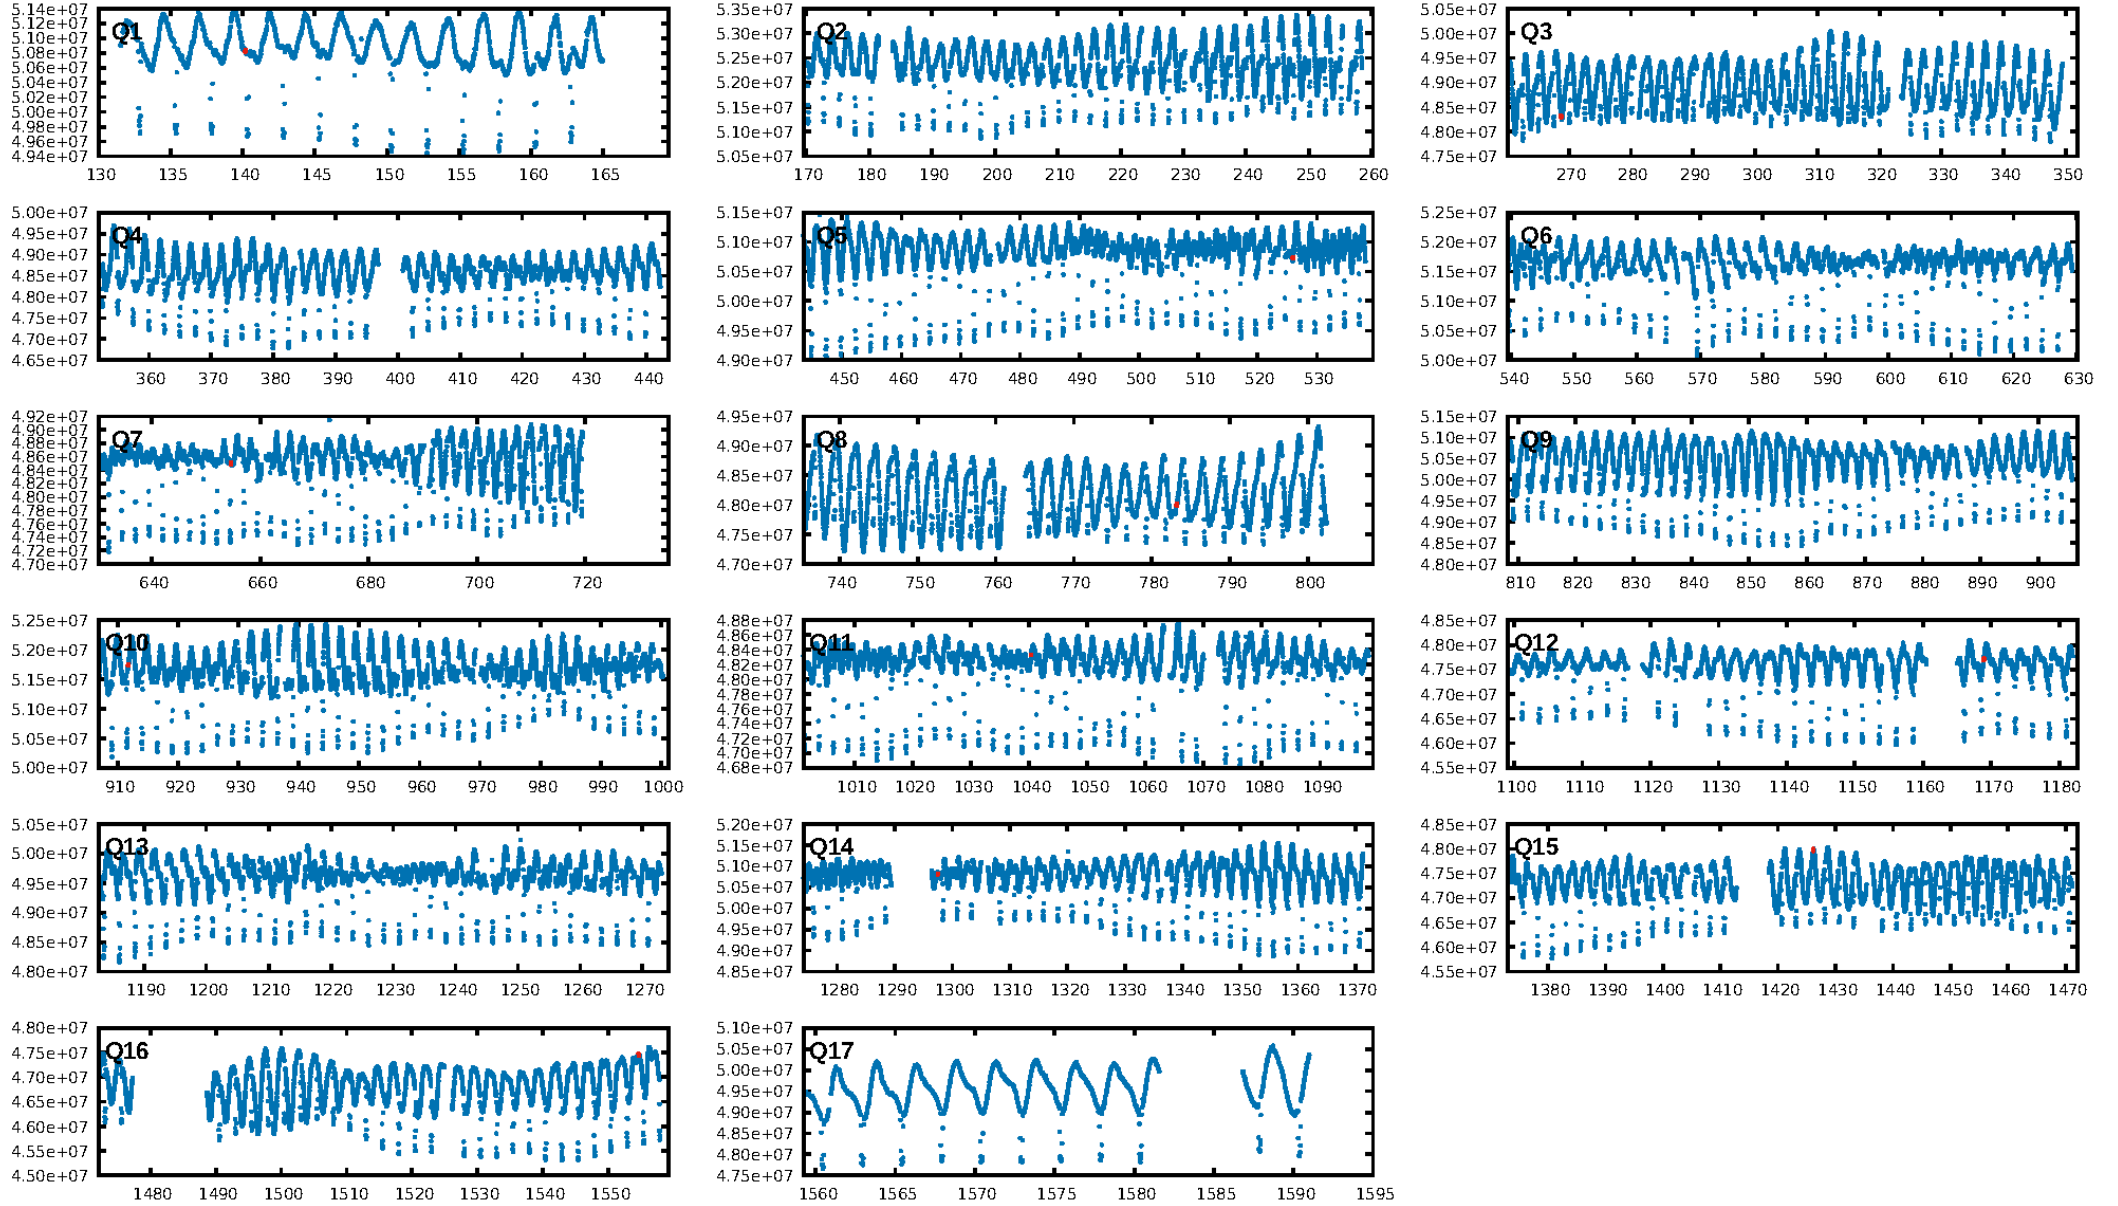 Q1
5.14e+07
5.12e+07
5.10e+07
5.08e+07
5.06e+07
5.04e+07
5.02e+07
5.00e+07
4.98e+07
4.96e+07
4.94e+07
130 135 140 145 150 155 160 165
Q2
5.35e+07
5.30e+07
5.25e+07
5.20e+07
5.15e+07
5.10e+07
5.05e+07
170 180 190 200 210 220 230 240 250 260
Q3
5.05e+07
5.00e+07
4.95e+07
4.90e+07
4.85e+07
4.80e+07
4.75e+07
270 280 290 300 310 320 330 340 350
Q4
5.00e+07
4.95e+07
4.90e+07
4.85e+07
4.80e+07
4.75e+07
4.70e+07
4.65e+07
360 370 380 390 400 410 420 430 440
Q5
5.15e+07
5.10e+07
5.05e+07
5.00e+07
4.95e+07
4.90e+07
450 460 470 480 490 500 510 520 530
Q6
5.25e+07
5.20e+07
5.15e+07
5.10e+07
5.05e+07
5.00e+07
540 550 560 570 580 590 600 610 620 630
Q7
4.92e+07
4.90e+07
4.88e+07
4.86e+07
4.84e+07
4.82e+07
4.80e+07
4.78e+07
4.76e+07
4.74e+07
4.72e+07
4.70e+07
640 660 680 700 720
Q8
4.95e+07
4.90e+07
4.85e+07
4.80e+07
4.75e+07
4.70e+07
740 750 760 770 780 790 800
Q9
5.15e+07
5.10e+07
5.05e+07
5.00e+07
4.95e+07
4.90e+07
4.85e+07
4.80e+07
810 820 830 840 850 860 870 880 890 900
Q10
5.25e+07
5.20e+07
5.15e+07
5.10e+07
5.05e+07
5.00e+07
910 920 930 940 950 960 970 980 990 1000
Q11
4.88e+07
4.86e+07
4.84e+07
4.82e+07
4.80e+07
4.78e+07
4.76e+07
4.74e+07
4.72e+07
4.70e+07
4.68e+07
1010 1020 1030 1040 1050 1060 1070 1080 1090
Q12
4.85e+07
4.80e+07
4.75e+07
4.70e+07
4.65e+07
4.60e+07
4.55e+07
1100 1110 1120 1130 1140 1150 1160 1170 1180
Q13
5.05e+07
5.00e+07
4.95e+07
4.90e+07
4.85e+07
4.80e+07
1190 1200 1210 1220 1230 1240 1250 1260 1270
Q14
5.20e+07
5.15e+07
5.10e+07
5.05e+07
5.00e+07
4.95e+07
4.90e+07
4.85e+07
1280 1290 1300 1310 1320 1330 1340 1350 1360 1370
Q15
4.85e+07
4.80e+07
4.75e+07
4.70e+07
4.65e+07
4.60e+07
4.55e+07
1380 1390 1400 1410 1420 1430 1440 1450 1460 1470
Q16
4.80e+07
4.75e+07
4.70e+07
4.65e+07
4.60e+07
4.55e+07
4.50e+07
1480 1490 1500 1510 1520 1530 1540 1550
Q17
5.10e+07
5.05e+07
5.00e+07
4.95e+07
4.90e+07
4.85e+07
4.80e+07
4.75e+07
1560 1565 1570 1575 1580 1585 1590 1595